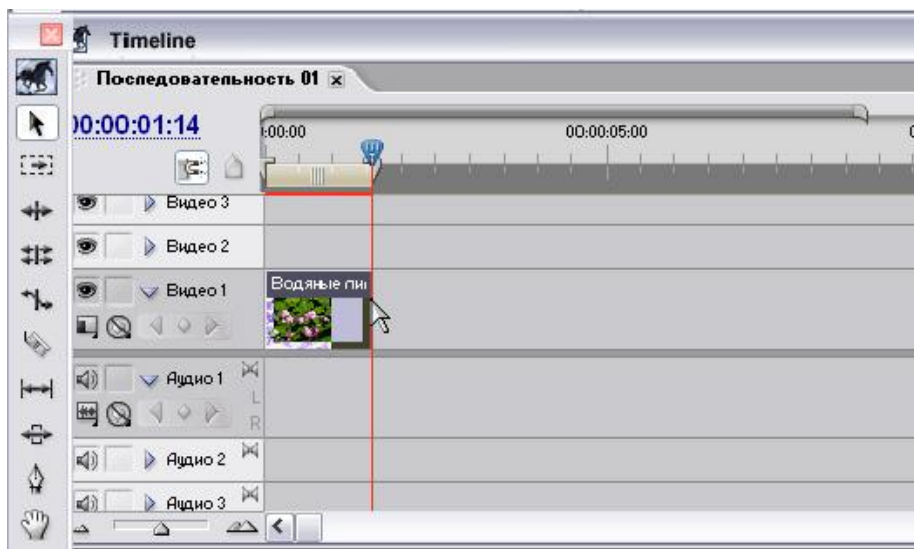 Timeline
Последовательность 01
00:00:01:14
:00:00 00:00:05:00
Видео 3
Видео 2
Видео 1
Водяные ли
Аудио 1
L
R
Аудио 2
Аудио 3